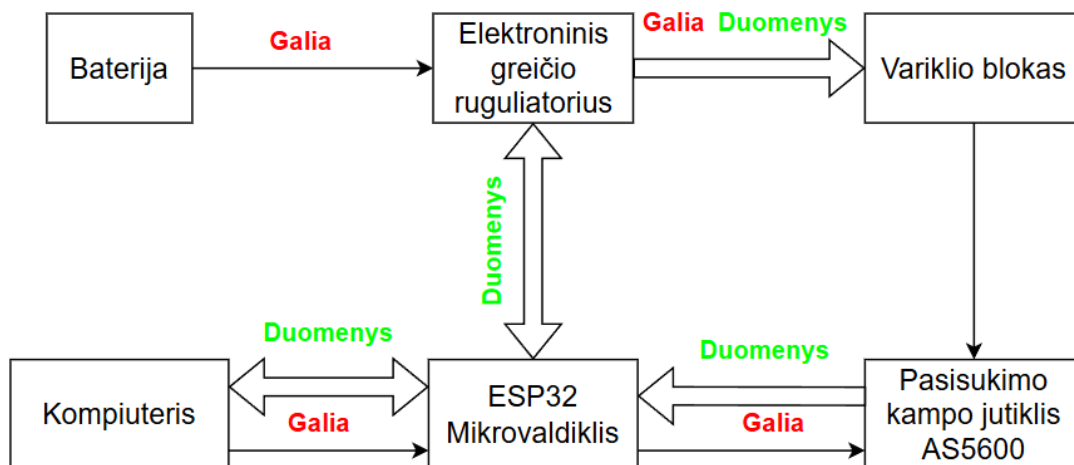 Baterija
Galia
Elektroninis
greičio
ruguliatorius
Galia Duomenys
Variklio blokas
Duomenys
Kompiuteris
Duomenys
Galia
ESP32
Mikrovaldiklis
Duomenys
Galia
Pasisukimo
kampo jutiklis
AS5600